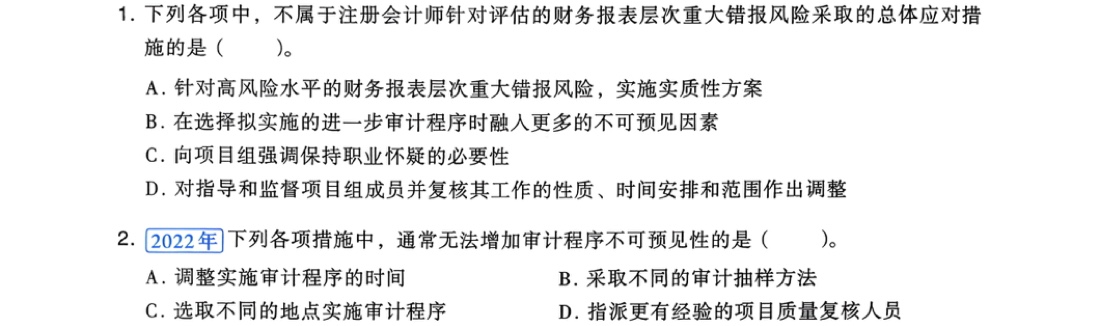 1. 下列各项中，不属于注册会计师针对评估的财务报表层次重大错报风险采取的总体应对措
施的是（　　）。
A. 针对高风险水平的财务报表层次重大错报风险，实施实质性方案
B. 在选择拟实施的进一步审计程序时融人更多的不可预见因素
C. 向项目组强调保持职业怀疑的必要性
D. 对指导和监督项目组成员并复核其工作的性质、时间安排和范围作出调整
2. 2022年 下列各项措施中，通常无法增加审计程序不可预见性的是（　　）。
A. 调整实施审计程序的时间　　B. 采取不同的审计抽样方法
C. 选取不同的地点实施审计程序　　D. 指派更有经验的项目质量复核人员